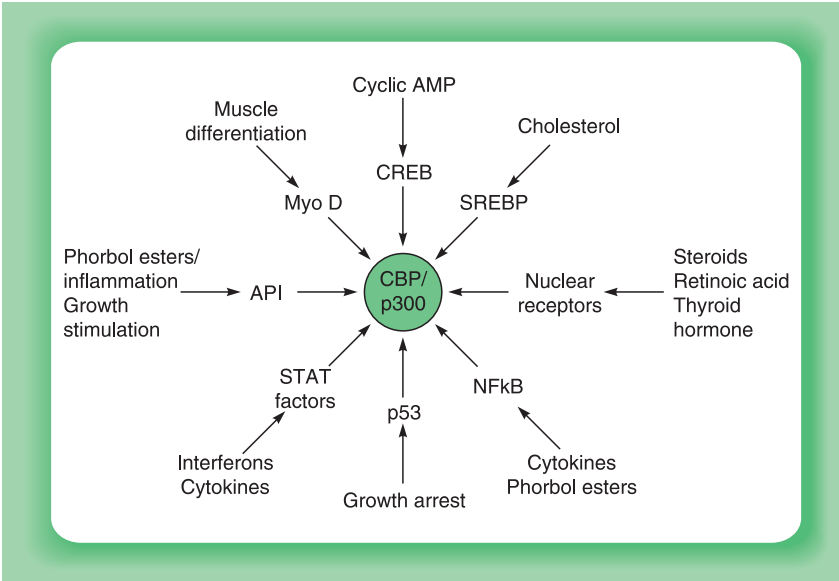 Cyclic AMP
Muscle
differentiation
Cholesterol
CREB
Myo D
SREBP
Phorbol esters/
inflammation
Growth
stimulation
API
CBP/
p300
Nuclear
receptors
Steroids
Retinoic acid
Thyroid
hormone
STAT
factors
p53
NFkB
Interferons
Cytokines
Growth arrest
Cytokines
Phorbol esters